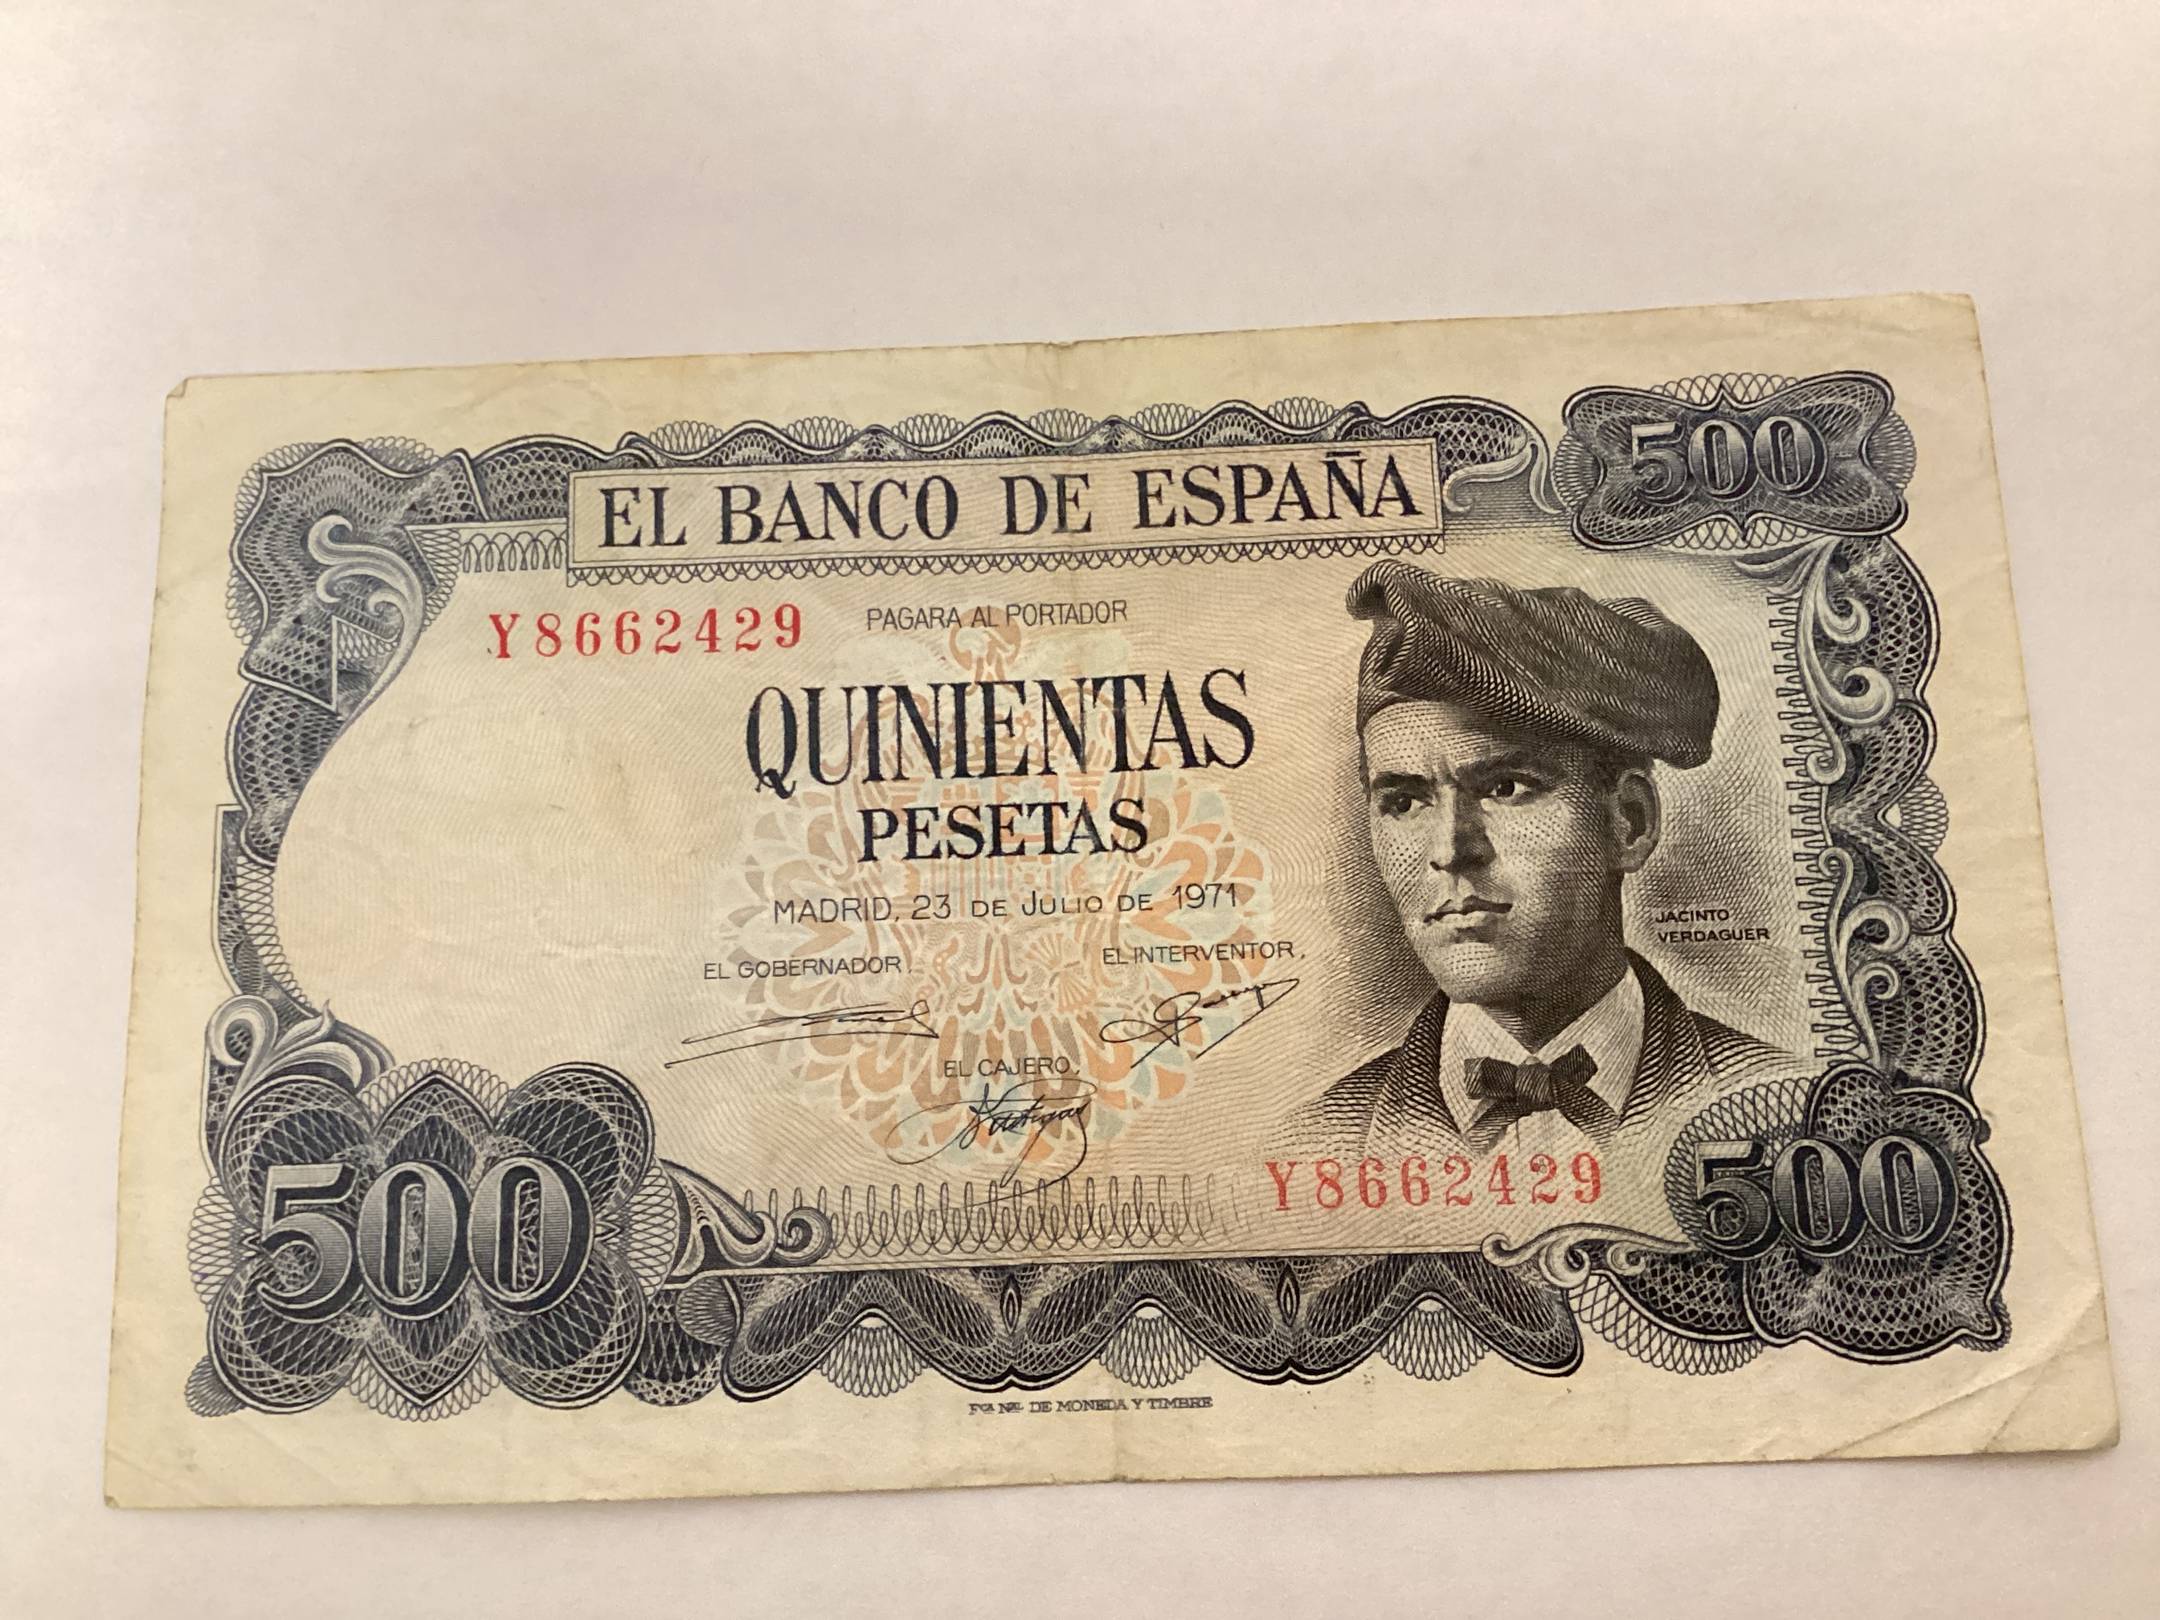 500
EL BANCO DE ESPAÑA
Y8662429
PAGARA AL PORTADOR
QUINIENTAS
PESETAS
MADRID, 23 DE JULIO DE 1971
JACINTO
VERDAGUER
EL GOBERNADOR,
EL INTERVENTOR,
EL CAJERO,
Y8662429
500
500
Fᶜᴬ Nᴬᴸ DE MONEDA Y TIMBRE